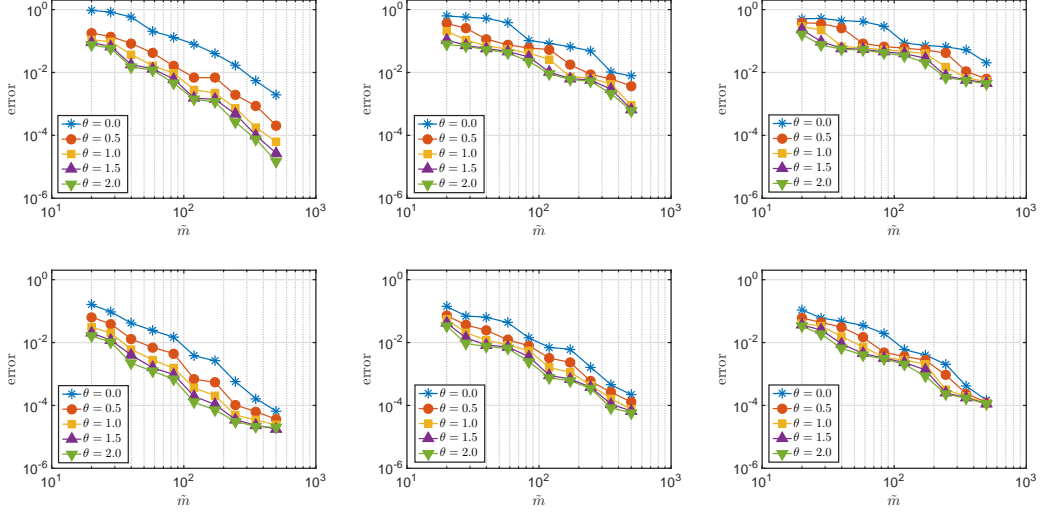 10^0
10^-2
10^-4
10^-6
error
θ = 0.0
θ = 0.5
θ = 1.0
θ = 1.5
θ = 2.0
10^1 10^2 10^3
m̃
10^0
10^-2
10^-4
10^-6
error
θ = 0.0
θ = 0.5
θ = 1.0
θ = 1.5
θ = 2.0
10^1 10^2 10^3
m̃
10^0
10^-2
10^-4
10^-6
error
θ = 0.0
θ = 0.5
θ = 1.0
θ = 1.5
θ = 2.0
10^1 10^2 10^3
m̃
10^0
10^-2
10^-4
10^-6
error
θ = 0.0
θ = 0.5
θ = 1.0
θ = 1.5
θ = 2.0
10^1 10^2 10^3
m̃
10^0
10^-2
10^-4
10^-6
error
θ = 0.0
θ = 0.5
θ = 1.0
θ = 1.5
θ = 2.0
10^1 10^2 10^3
m̃
10^0
10^-2
10^-4
10^-6
error
θ = 0.0
θ = 0.5
θ = 1.0
θ = 1.5
θ = 2.0
10^1 10^2 10^3
m̃